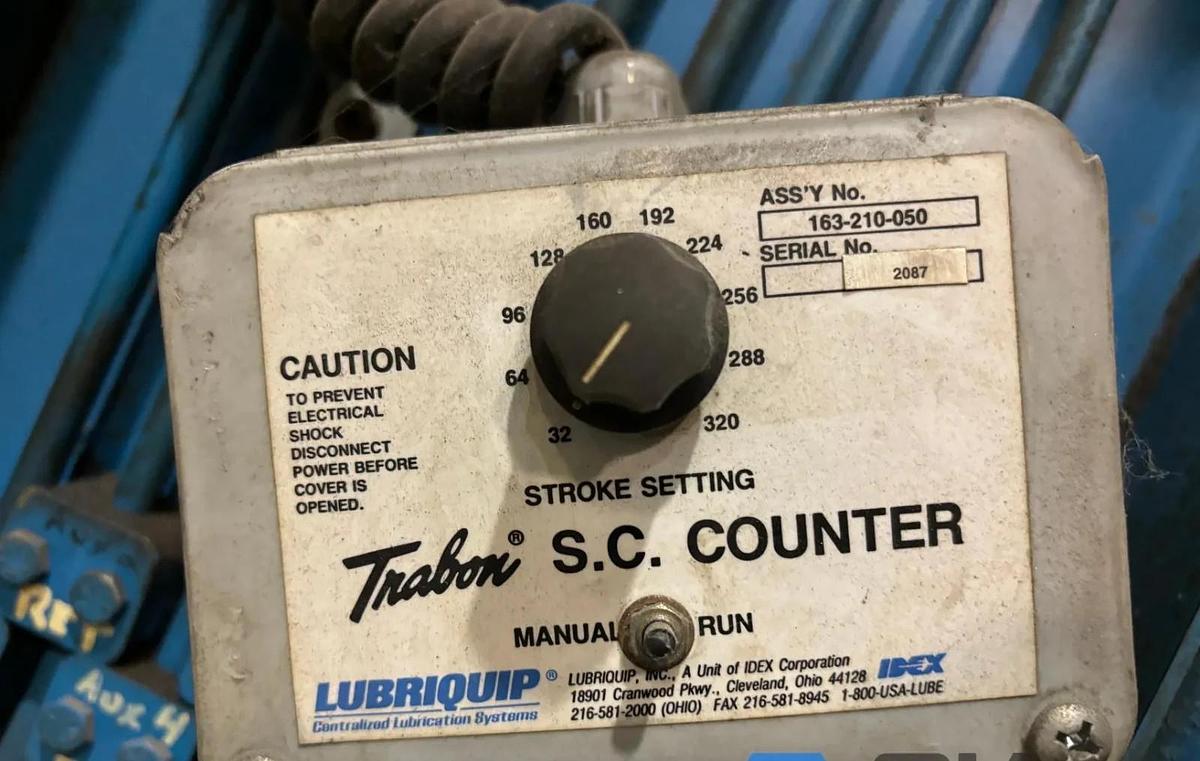 ASS'Y No.
163-210-050
SERIAL No.
2087
160 192
128 224
96 256
64 288
32 320
CAUTION
TO PREVENT
ELECTRICAL
SHOCK
DISCONNECT
POWER BEFORE
COVER IS
OPENED.
STROKE SETTING
Trabon® S.C. COUNTER
MANUAL RUN
LUBRIQUIP®
Centralized Lubrication Systems
LUBRIQUIP, INC., A Unit of IDEX Corporation
18901 Cranwood Pkwy., Cleveland, Ohio 44128
216-581-2000 (OHIO) FAX 216-581-8945 1-800-USA-LUBE
IDEX
RET
AUX 4